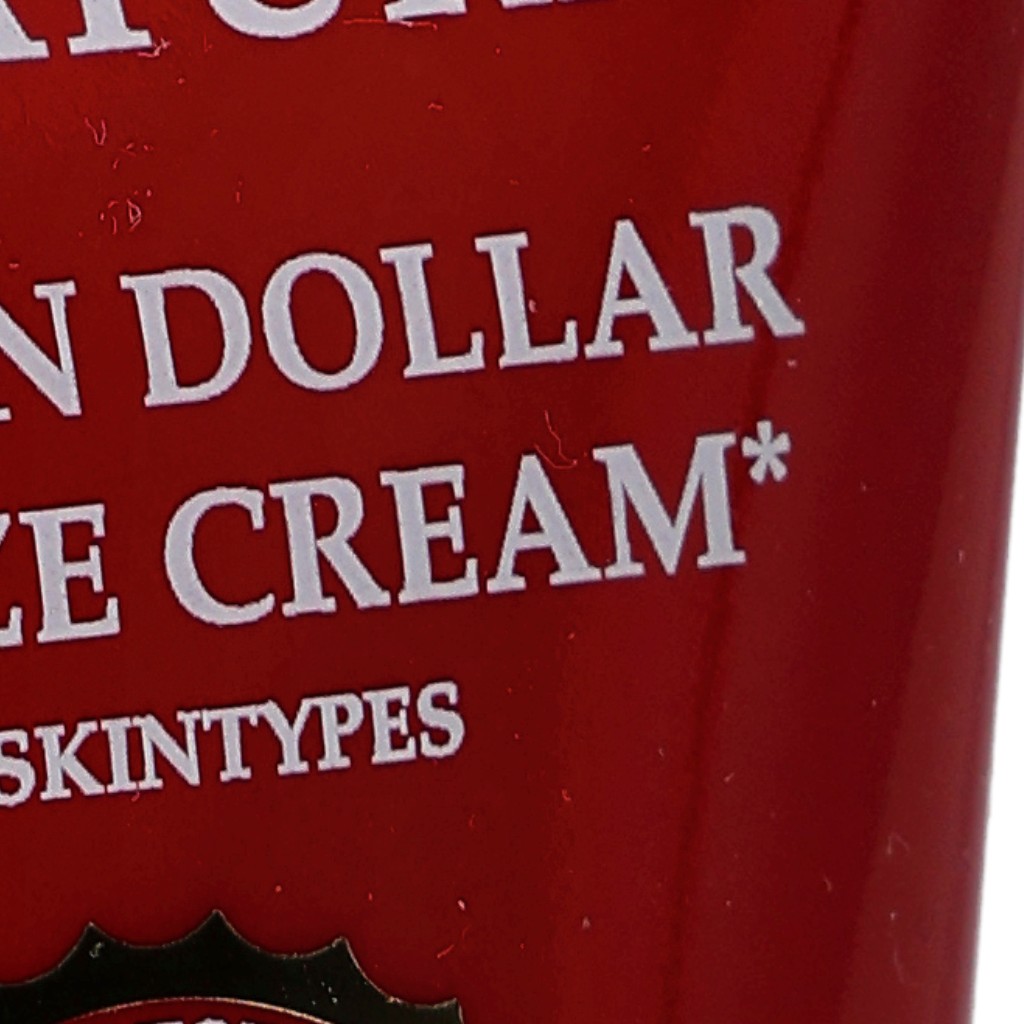 N DOLLAR
ZE CREAM*
SKINTYPES